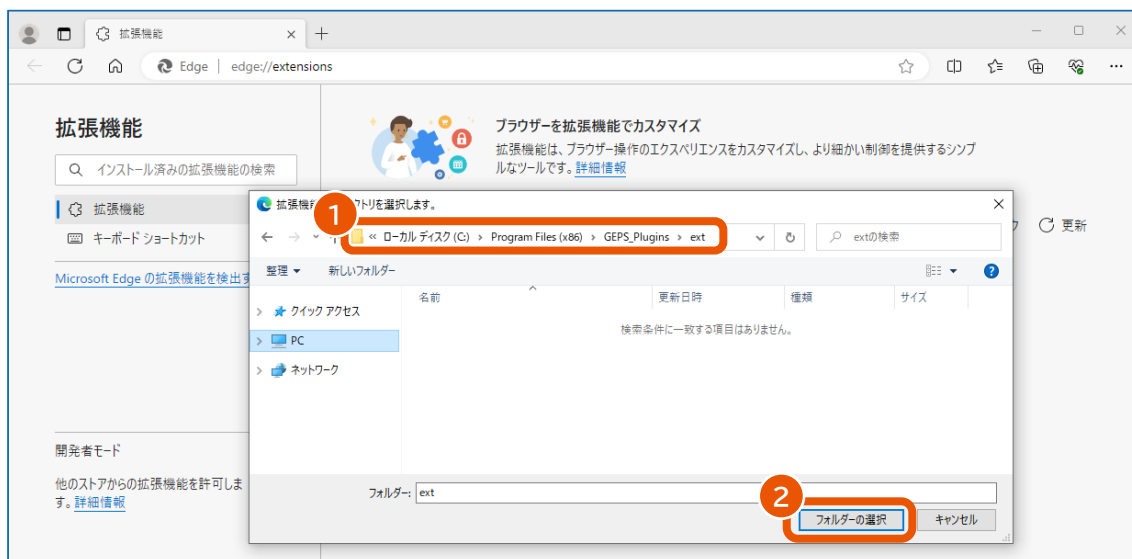 拡張機能
Edge edge://extensions
拡張機能
インストール済みの拡張機能の検索
拡張機能
キーボード ショートカット
Microsoft Edge の拡張機能を検出す
開発者モード
他のストアからの拡張機能を許可しま
す。詳細情報
ブラウザーを拡張機能でカスタマイズ
拡張機能は、ブラウザー操作のエクスペリエンスをカスタマイズし、より細かい制御を提供するシンプ
ルなツールです。詳細情報
更新
拡張機 クトリを選択します。
1
« ローカル ディスク (C:) › Program Files (x86) › GEPS_Plugins › ext
extの検索
整理 新しいフォルダー
名前 更新日時 種類 サイズ
クイック アクセス
PC
ネットワーク
検索条件に一致する項目はありません。
フォルダー: ext
2
フォルダーの選択 キャンセル